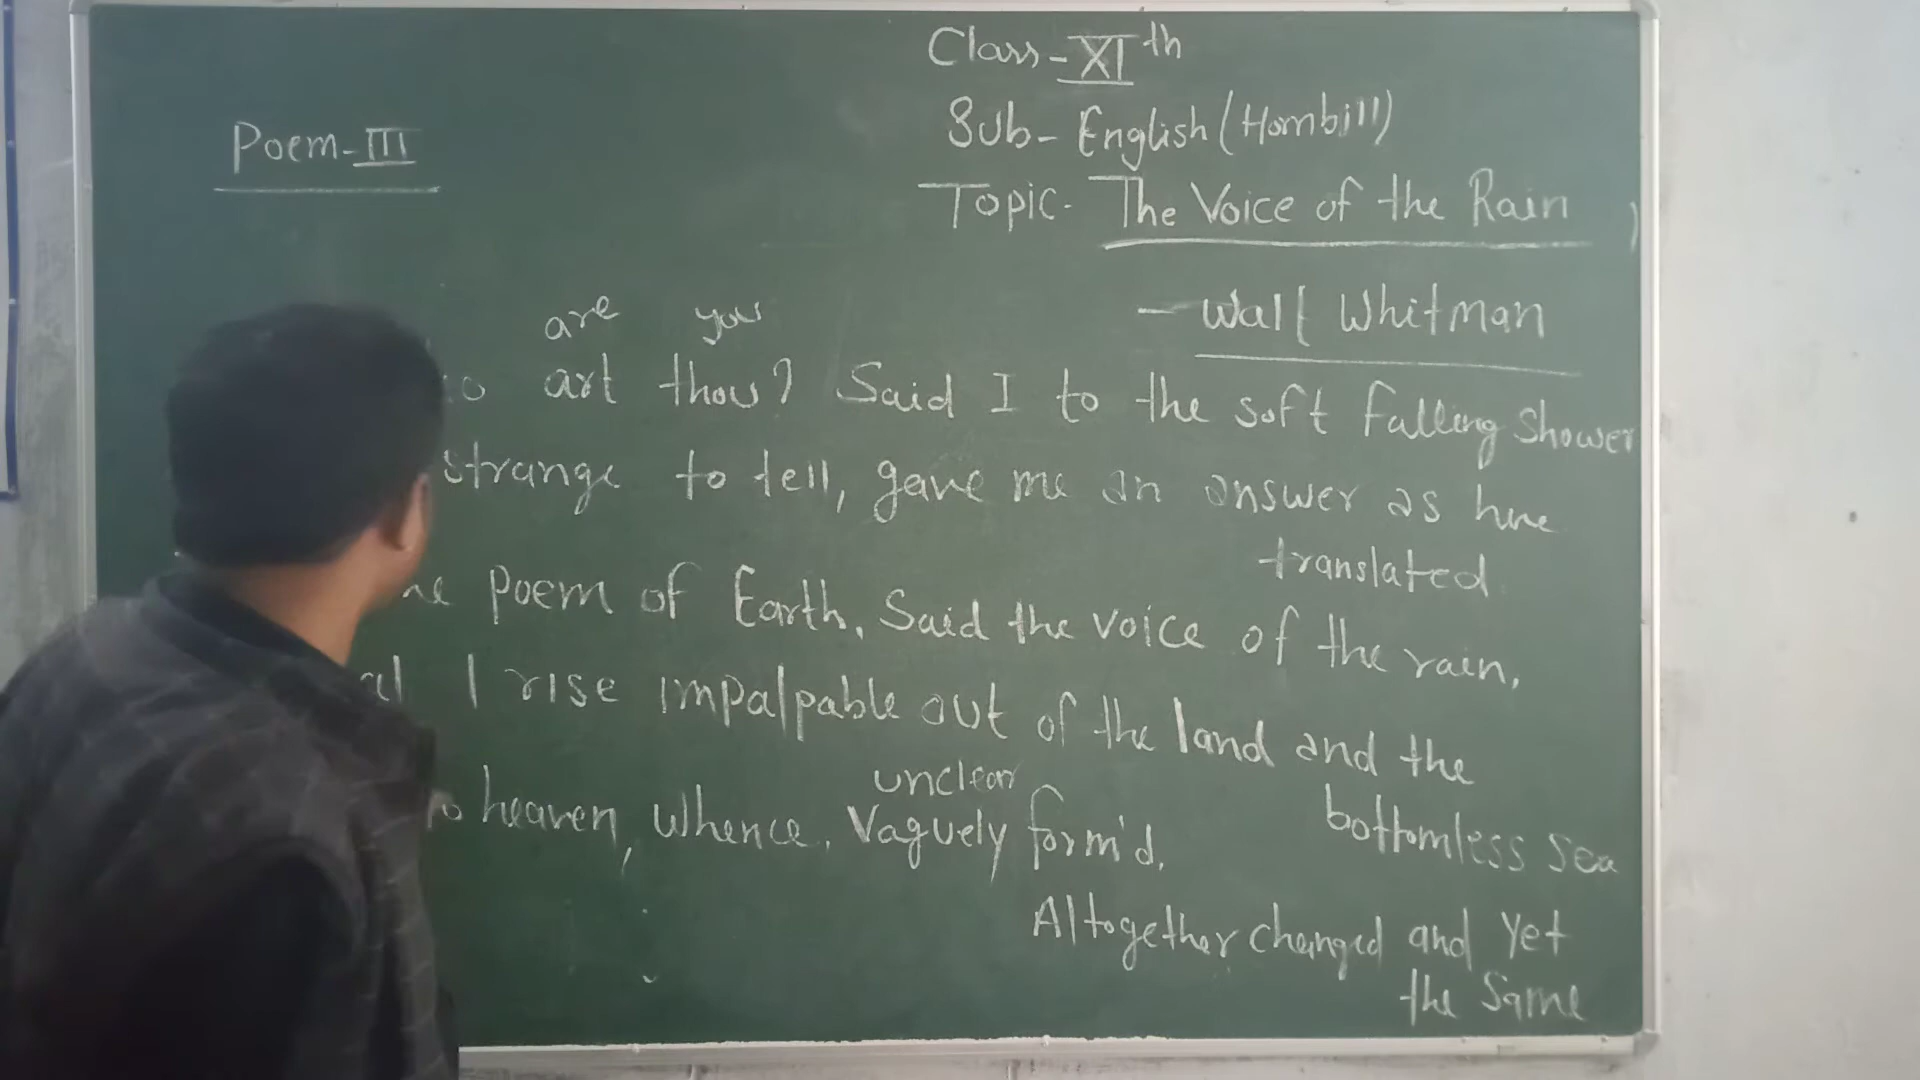 Class-XIth
Sub- English (Hornbill)
Poem-III
Topic- The Voice of the Rain
- Walt Whitman
are you
art thou? Said I to the soft falling Shower
strange to tell, gave me an answer as here
translated
Poem of Earth, Said the voice of the rain,
I rise impalpable out of the land and the
bottomless sea
unclear
heaven, whence, Vaguely form'd,
Altogether changed and Yet
the Same